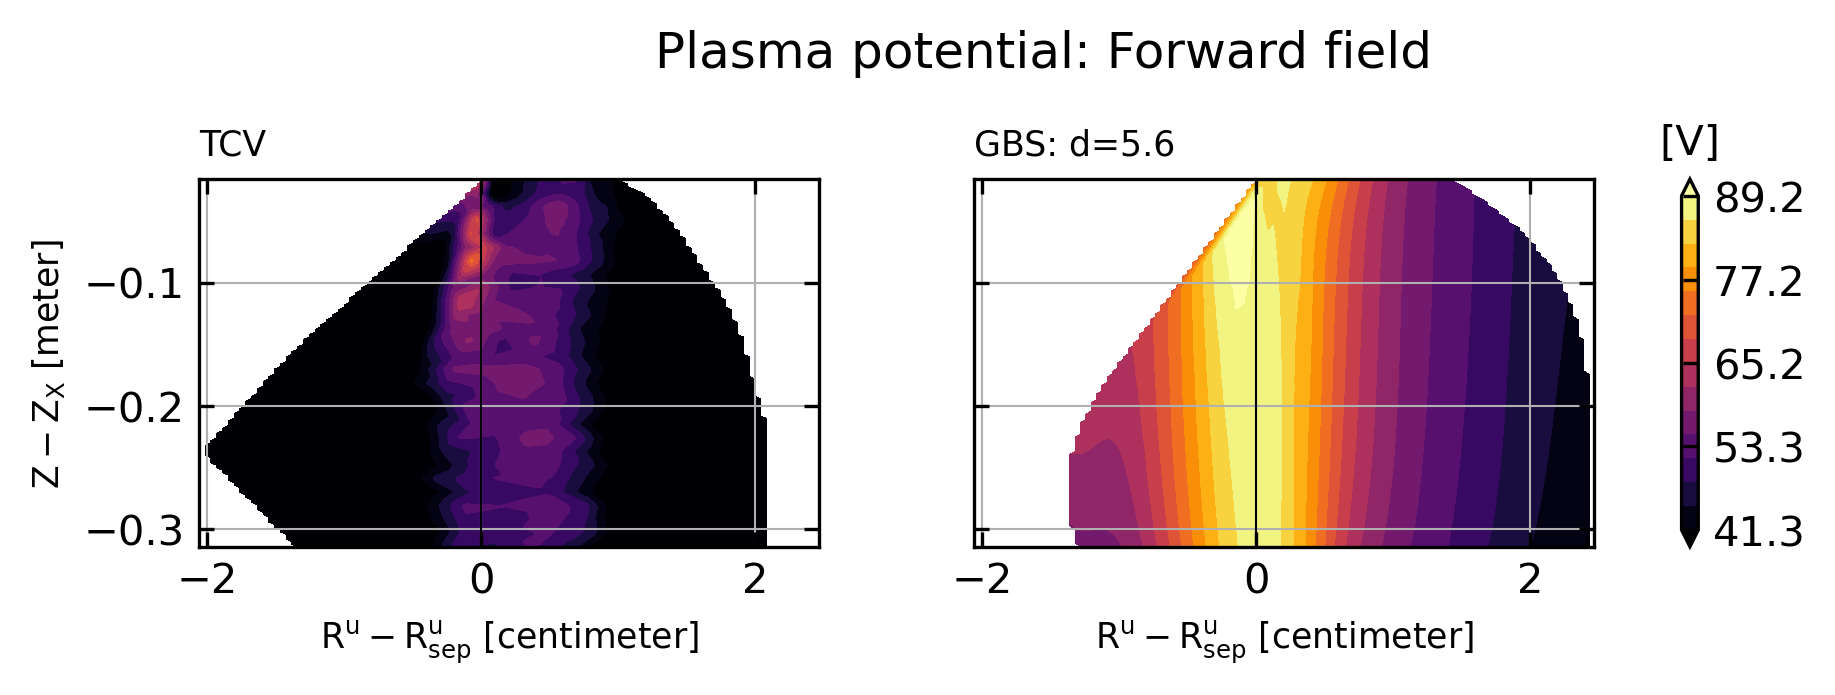 Plasma potential: Forward field
TCV
GBS: d=5.6
[V]
Z − Z_X [meter]
−0.1
−0.2
−0.3
−2 0 2
−2 0 2
R^u − R^u_sep [centimeter]
R^u − R^u_sep [centimeter]
89.2
77.2
65.2
53.3
41.3